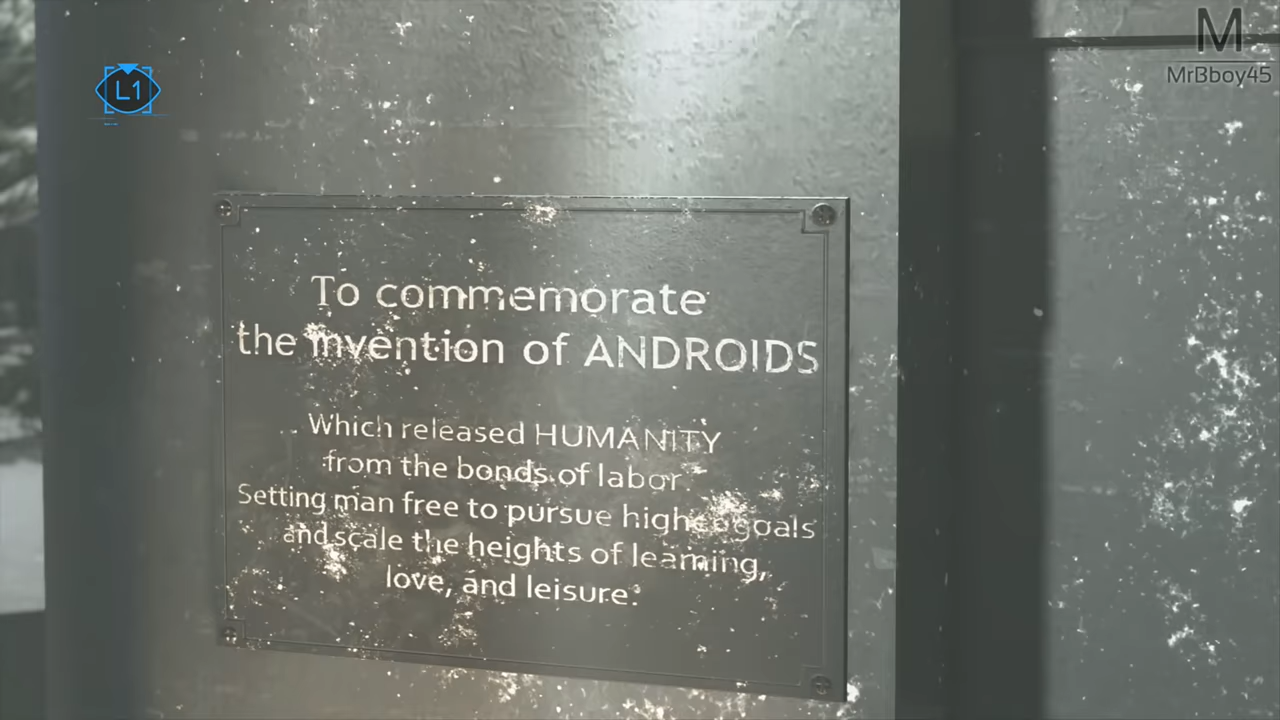 M
MrBboy45
L1
To commemorate
the invention of ANDROIDS
Which released HUMANITY
from the bonds of labor
Setting man free to pursue higher goals
and scale the heights of learning,
love, and leisure.